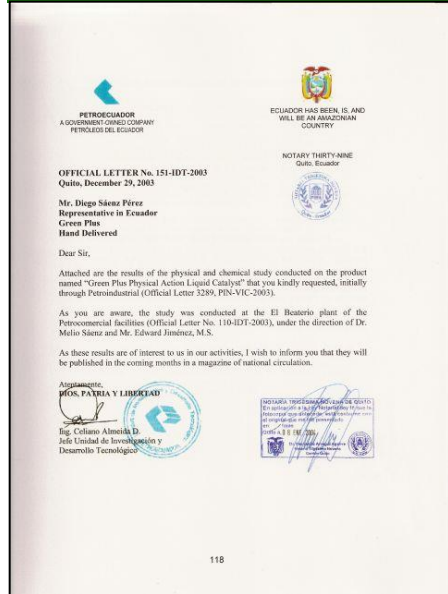 PETROECUADOR
A GOVERNMENT-OWNED COMPANY
PETRÓLEOS DEL ECUADOR
ECUADOR HAS BEEN, IS, AND
WILL BE AN AMAZONIAN
COUNTRY
NOTARY THIRTY-NINE
Quito, Ecuador
OFFICIAL LETTER No. 151-IDT-2003
Quito, December 29, 2003
Mr. Diego Sáenz Pérez
Representative in Ecuador
Green Plus
Hand Delivered
Dear Sir,
Attached are the results of the physical and chemical study conducted on the product
named "Green Plus Physical Action Liquid Catalyst" that you kindly requested, initially
through Petroindustrial (Official Letter 3289, PIN-VIC-2003).
As you are aware, the study was conducted at the El Beaterio plant of the
Petrocomercial facilities (Official Letter No. 110-IDT-2003), under the direction of Dr.
Melio Sáenz and Mr. Edward Jiménez, M.S.
As these results are of interest to us in our activities, I wish to inform you that they will
be published in the coming months in a magazine of national circulation.
Atentamente,
DIOS, PATRIA Y LIBERTAD
Ing. Celiano Almeida D.
Jefe Unidad de Investigación y
Desarrollo Tecnológico
NOTARIA TRIGESIMA NOVENA DE QUITO
118